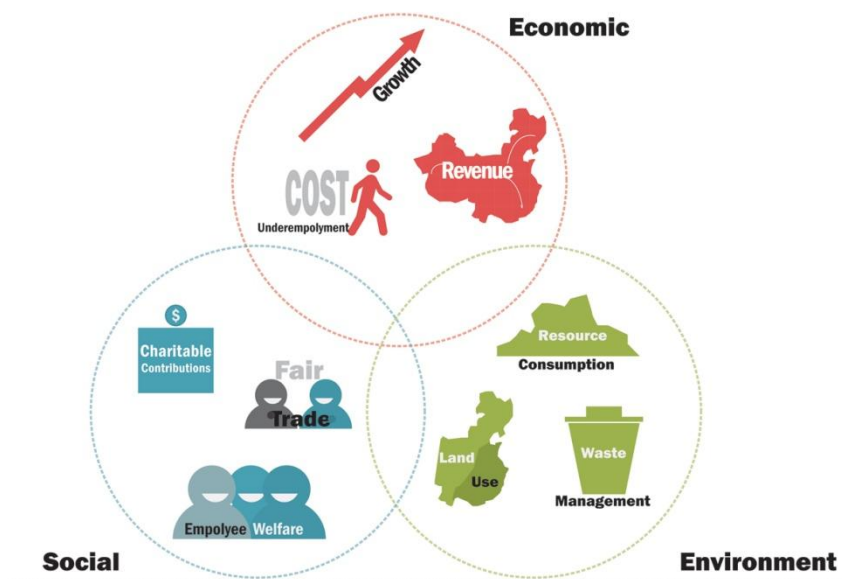 Economic
Growth
Revenue
COST
Underempolyment
$
Charitable
Contributions
Fair
Trade
Empolyee Welfare
Social
Resource
Consumption
Land
Use
Waste
Management
Environment